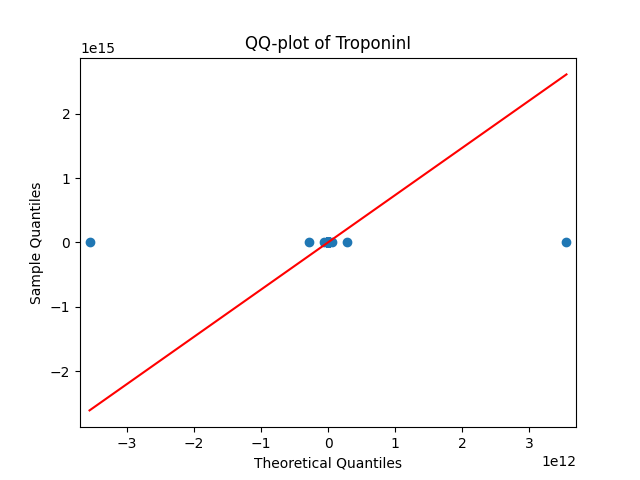 QQ-plot of TroponinI
1e15
2
1
0
−1
−2
Sample Quantiles
−3
−2
−1
0
1
2
3
1e12
Theoretical Quantiles